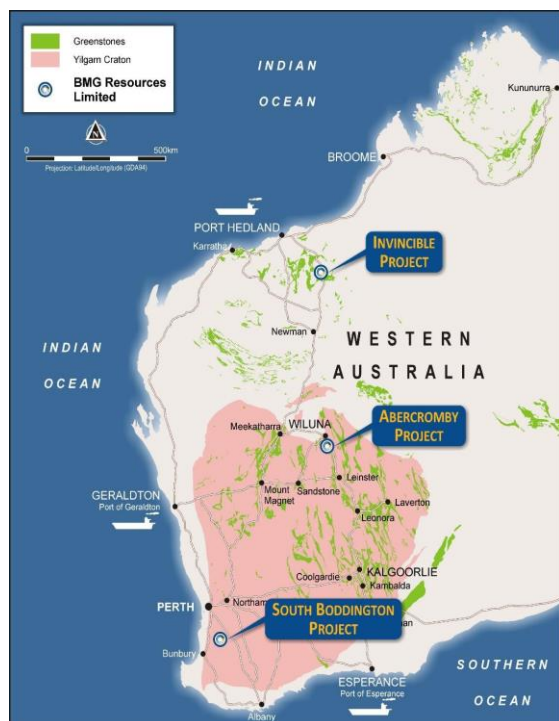 Greenstones
Yilgarn Craton
BMG Resources
Limited
N
0
500km
Projection: Latitude/Longitude (GDA94)
INDIAN
OCEAN
Kununurra
BROOME
PORT HEDLAND
Karratha
INVINCIBLE
PROJECT
Newman
WESTERN
AUSTRALIA
INDIAN
OCEAN
Meekatharra
WILUNA
ABERCROMBY
PROJECT
Leinster
Mount
Magnet
Sandstone
Laverton
Leonora
GERALDTON
Port of Geraldton
KALGOORLIE
Coolgardie
Kambalda
PERTH
Northam
SOUTH BODDINGTON
PROJECT
Bunbury
ESPERANCE
Port of Esperance
Albany
SOUTHERN
OCEAN